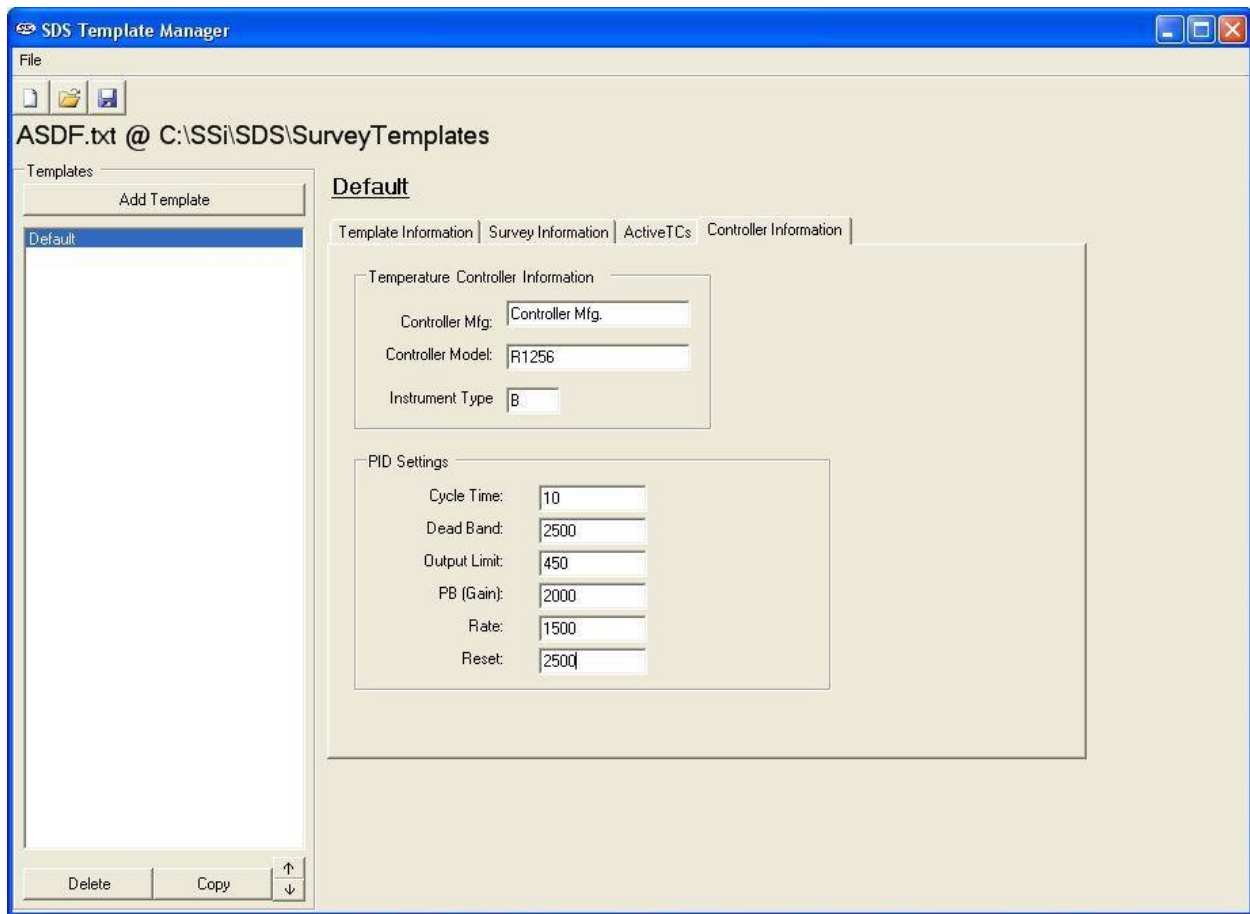 SDS Template Manager
File
ASDF.txt @ C:\SSi\SDS\SurveyTemplates
Templates
Add Template
Default
Delete
Copy
Default
Template Information
Survey Information
ActiveTCs
Controller Information
Temperature Controller Information
Controller Mfg: Controller Mfg.
Controller Model: R1256
Instrument Type B
PID Settings
Cycle Time: 10
Dead Band: 2500
Output Limit: 450
PB (Gain): 2000
Rate: 1500
Reset: 2500